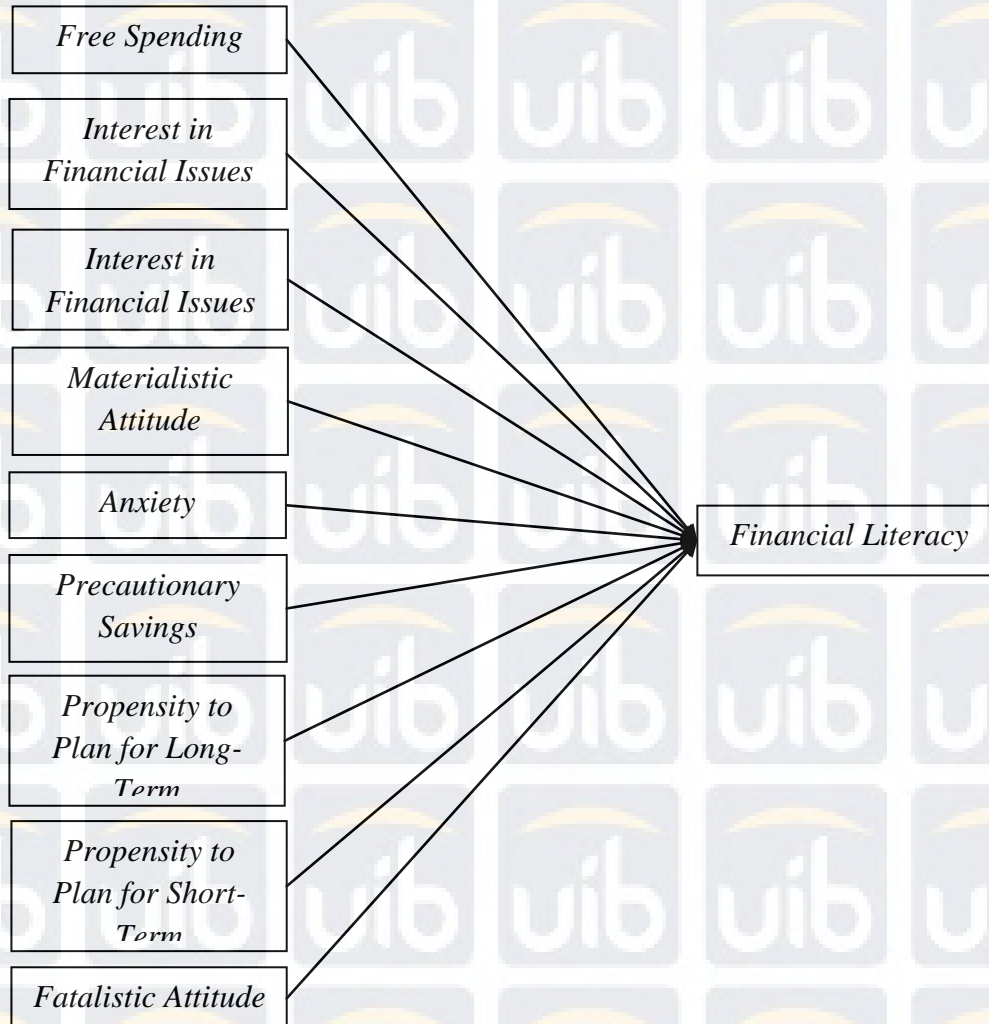 Free Spending
Interest in
Financial Issues
Interest in
Financial Issues
Materialistic
Attitude
Anxiety
Financial Literacy
Precautionary
Savings
Propensity to
Plan for Long-
Term
Propensity to
Plan for Short-
Term
Fatalistic Attitude
uib